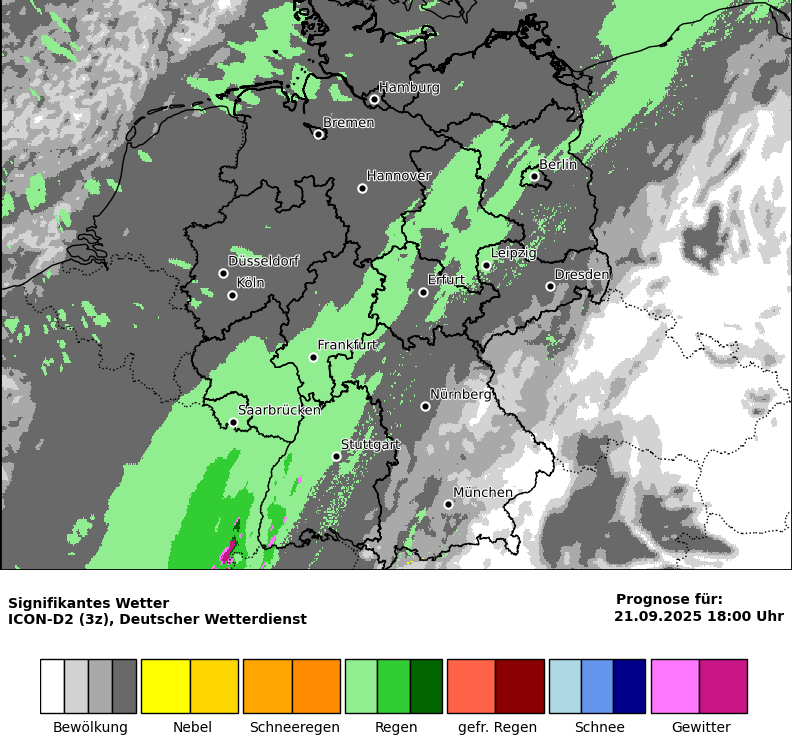 Hamburg
Bremen
Berlin
Hannover
Leipzig
Düsseldorf
Dresden
Köln
Erfurt
Frankfurt
Nürnberg
Saarbrücken
Stuttgart
München
Signifikantes Wetter
ICON-D2 (3z), Deutscher Wetterdienst
Prognose für:
21.09.2025 18:00 Uhr
Bewölkung
Nebel
Schneeregen
Regen
gefr. Regen
Schnee
Gewitter